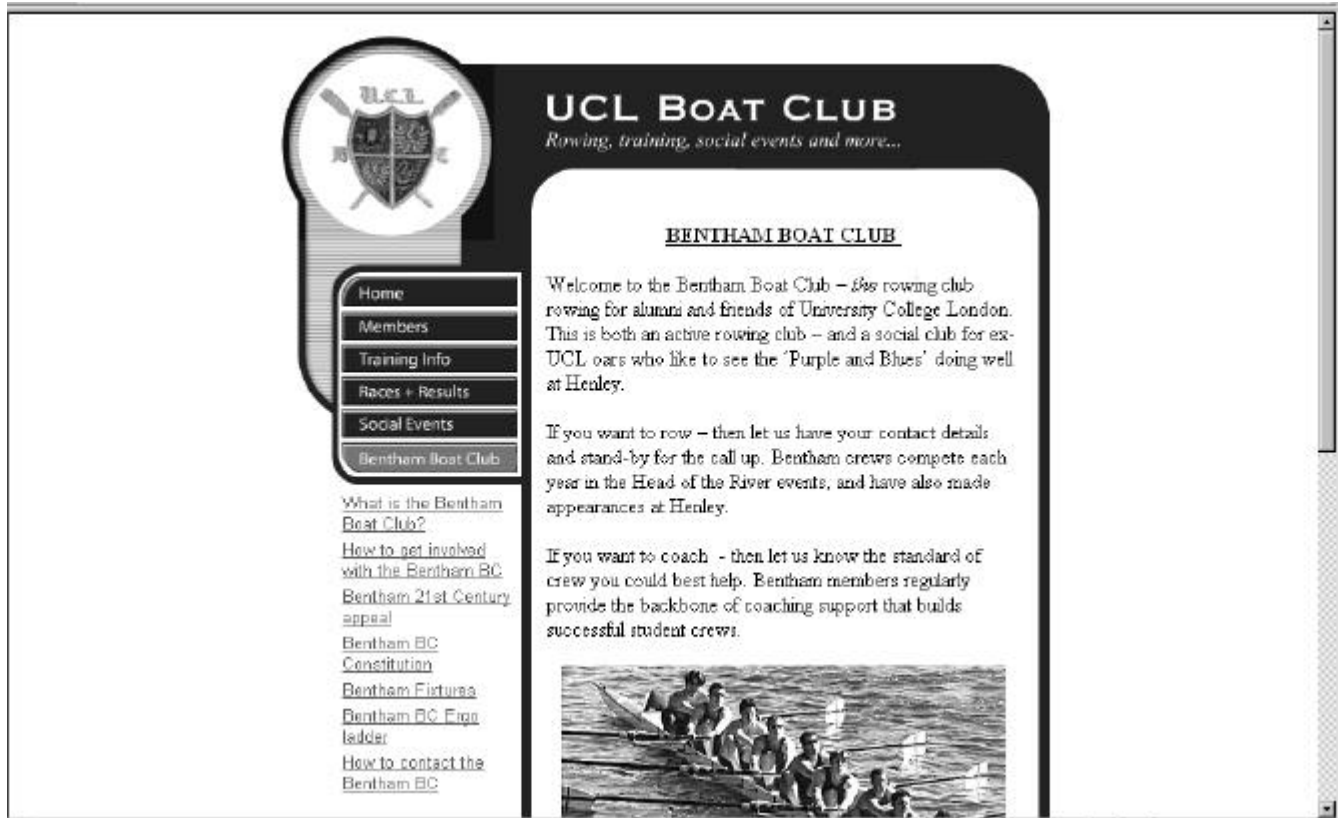 U.C.L.
B C
UCL BOAT CLUB
Rowing, training, social events and more...
Home
Members
Training Info
Races + Results
Social Events
Bentham Boat Club
What is the Bentham
Boat Club?
How to get involved
with the Bentham BC
Bentham 21st Century
appeal
Bentham BC
Constitution
Bentham Fixtures
Bentham BC Ergo
ladder
How to contact the
Bentham BC
BENTHAM BOAT CLUB
Welcome to the Bentham Boat Club – the rowing club
rowing for alumni and friends of University College London.
This is both an active rowing club – and a social club for ex-
UCL oars who like to see the ‘Purple and Blues’ doing well
at Henley.
If you want to row – then let us have your contact details
and stand-by for the call up. Bentham crews compete each
year in the Head of the River events, and have also made
appearances at Henley.
If you want to coach - then let us know the standard of
crew you could best help. Bentham members regularly
provide the backbone of coaching support that builds
successful student crews.